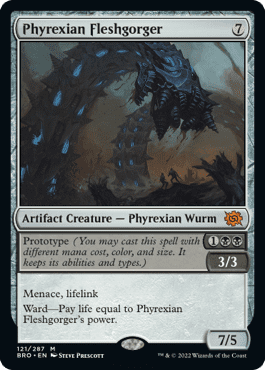 Phyrexian Fleshgorger 7
Artifact Creature — Phyrexian Wurm
Prototype (You may cast this spell with 1
different mana cost, color, and size. It
keeps its abilities and types.) 3/3
Menace, lifelink
Ward—Pay life equal to Phyrexian
Fleshgorger's power.
7/5
121/287 M
BRO • EN Steve Prescott ™ & © 2022 Wizards of the Coast